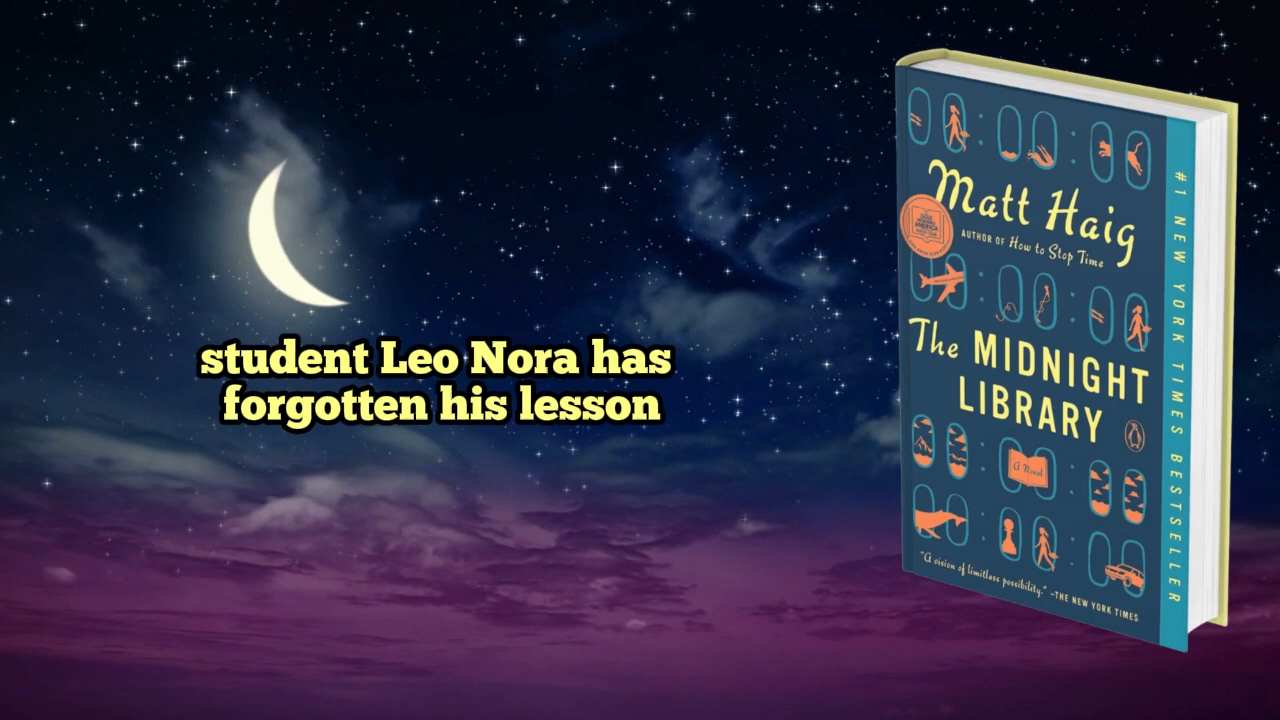 student Leo Nora has
forgotten his lesson
Matt Haig
AUTHOR OF How to Stop Time
The MIDNIGHT
LIBRARY
A Novel
"A vision of limitless possibility." –THE NEW YORK TIMES
#1 NEW YORK TIMES BESTSELLER